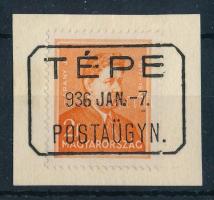 TÉPE
936 JAN.-7.
POSTAÜGYN.
MAGYARORSZÁG